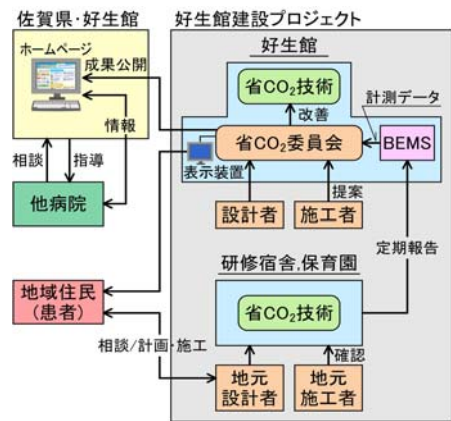 佐賀県・好生館
ホームページ
成果公開
情報
相談
指導
他病院
地域住民
(患者)
相談/計画・施工
好生館建設プロジェクト
好生館
省CO₂技術
改善
計測データ
省CO₂委員会
BEMS
表示装置
提案
設計者
施工者
定期報告
研修宿舎,保育園
省CO₂技術
確認
地元
設計者
地元
施工者